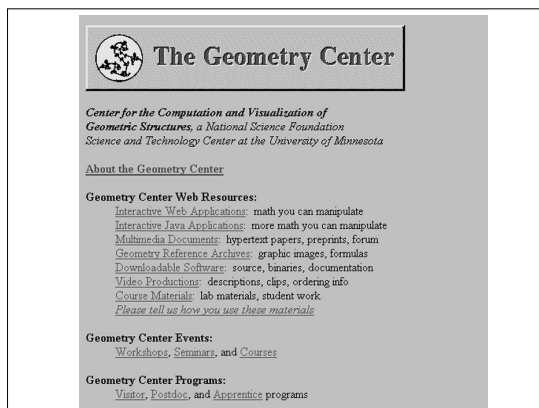 The Geometry Center
Center for the Computation and Visualization of
Geometric Structures, a National Science Foundation
Science and Technology Center at the University of Minnesota
About the Geometry Center
Geometry Center Web Resources:
Interactive Web Applications: math you can manipulate
Interactive Java Applications: more math you can manipulate
Multimedia Documents: hypertext papers, preprints, forum
Geometry Reference Archives: graphic images, formulas
Downloadable Software: source, binaries, documentation
Video Productions: descriptions, clips, ordering info
Course Materials: lab materials, student work
Please tell us how you use these materials
Geometry Center Events:
Workshops, Seminars, and Courses
Geometry Center Programs:
Visitor, Postdoc, and Apprentice programs